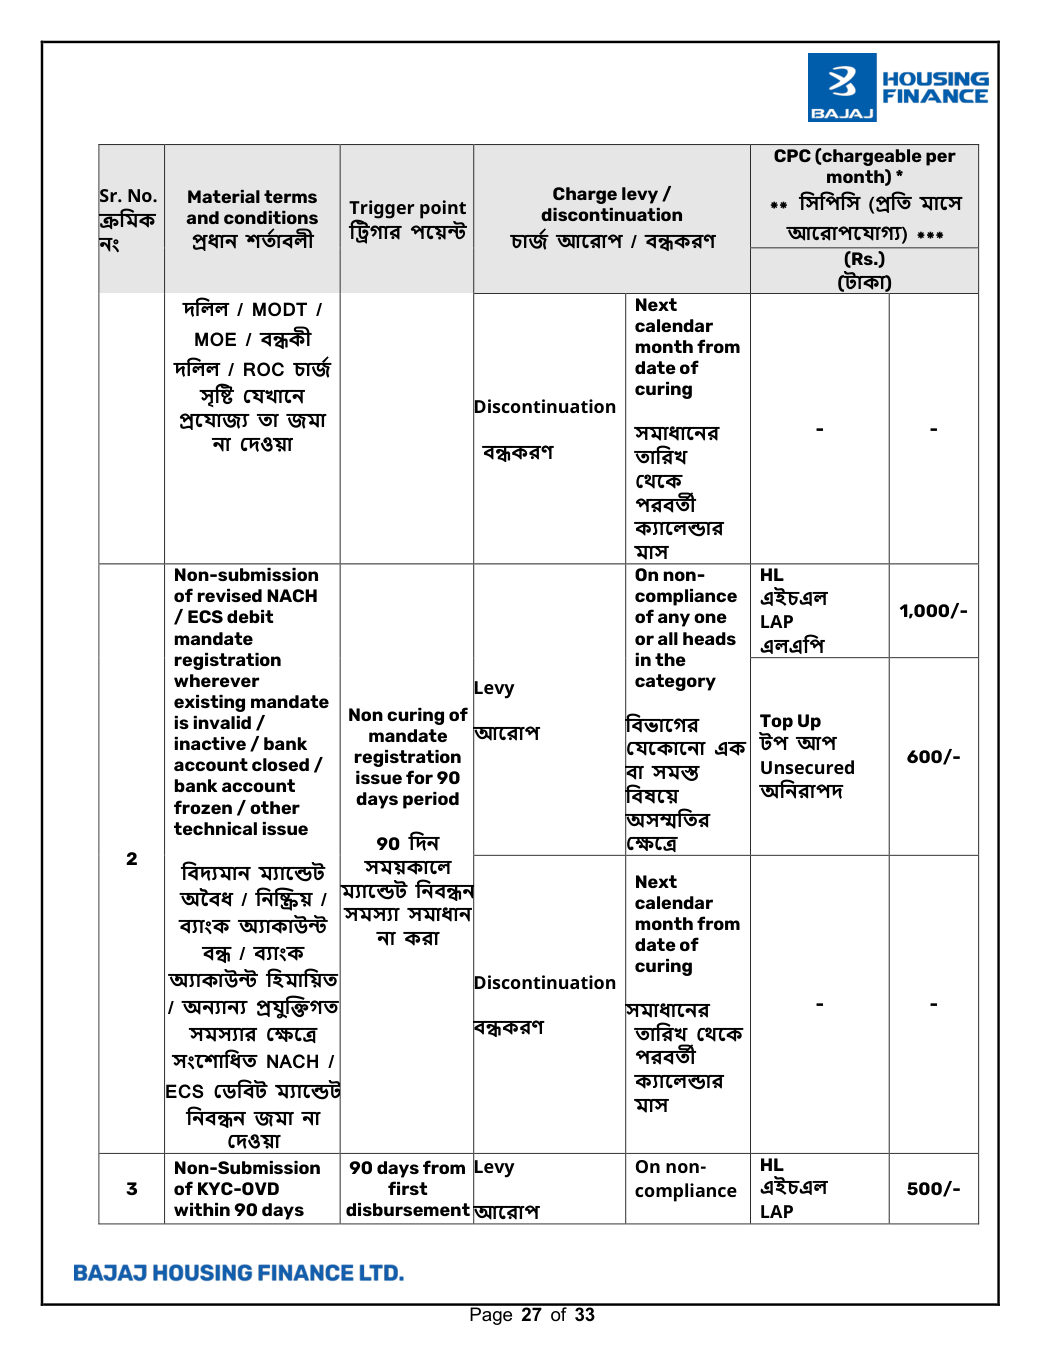 BAJAJ
HOUSING
FINANCE
Sr. No.
ক্রমিক
নং
Material terms
and conditions
প্রধান শর্তাবলী
Trigger point
ট্রিগার পয়েন্ট
Charge levy /
discontinuation
চার্জ আরোপ / বন্ধকরণ
CPC (chargeable per
month) *
** সিপিসি (প্রতি মাসে
আরোপযোগ্য) ***
(Rs.)
(টাকা)
দলিল / MODT /
MOE / বন্ধকী
দলিল / ROC চার্জ
সৃষ্টি যেখানে
প্রযোজ্য তা জমা
না দেওয়া
Discontinuation
বন্ধকরণ
Next
calendar
month from
date of
curing
সমাধানের
তারিখ
থেকে
পরবর্তী
ক্যালেন্ডার
মাস
-
-
2
Non-submission
of revised NACH
/ ECS debit
mandate
registration
wherever
existing mandate
is invalid /
inactive / bank
account closed /
bank account
frozen / other
technical issue
বিদ্যমান ম্যান্ডেট
অবৈধ / নিষ্ক্রিয় /
ব্যাংক অ্যাকাউন্ট
বন্ধ / ব্যাংক
অ্যাকাউন্ট হিমায়িত
/ অন্যান্য প্রযুক্তিগত
সমস্যার ক্ষেত্রে
সংশোধিত NACH /
ECS ডেবিট ম্যান্ডেট
নিবন্ধন জমা না
দেওয়া
Non curing of
mandate
registration
issue for 90
days period
90 দিন
সময়কালে
ম্যান্ডেট নিবন্ধন
সমস্যা সমাধান
না করা
Levy
আরোপ
On non-
compliance
of any one
or all heads
in the
category
বিভাগের
যেকোনো এক
বা সমস্ত
বিষয়ে
অসম্মতির
ক্ষেত্রে
HL
এইচএল
LAP
এলএপি
1,000/-
Top Up
টপ আপ
Unsecured
অনিরাপদ
600/-
Discontinuation
বন্ধকরণ
Next
calendar
month from
date of
curing
সমাধানের
তারিখ থেকে
পরবর্তী
ক্যালেন্ডার
মাস
-
-
3
Non-Submission
of KYC-OVD
within 90 days
90 days from
first
disbursement
Levy
আরোপ
On non-
compliance
HL
এইচএল
LAP
500/-
BAJAJ HOUSING FINANCE LTD.
Page 27 of 33